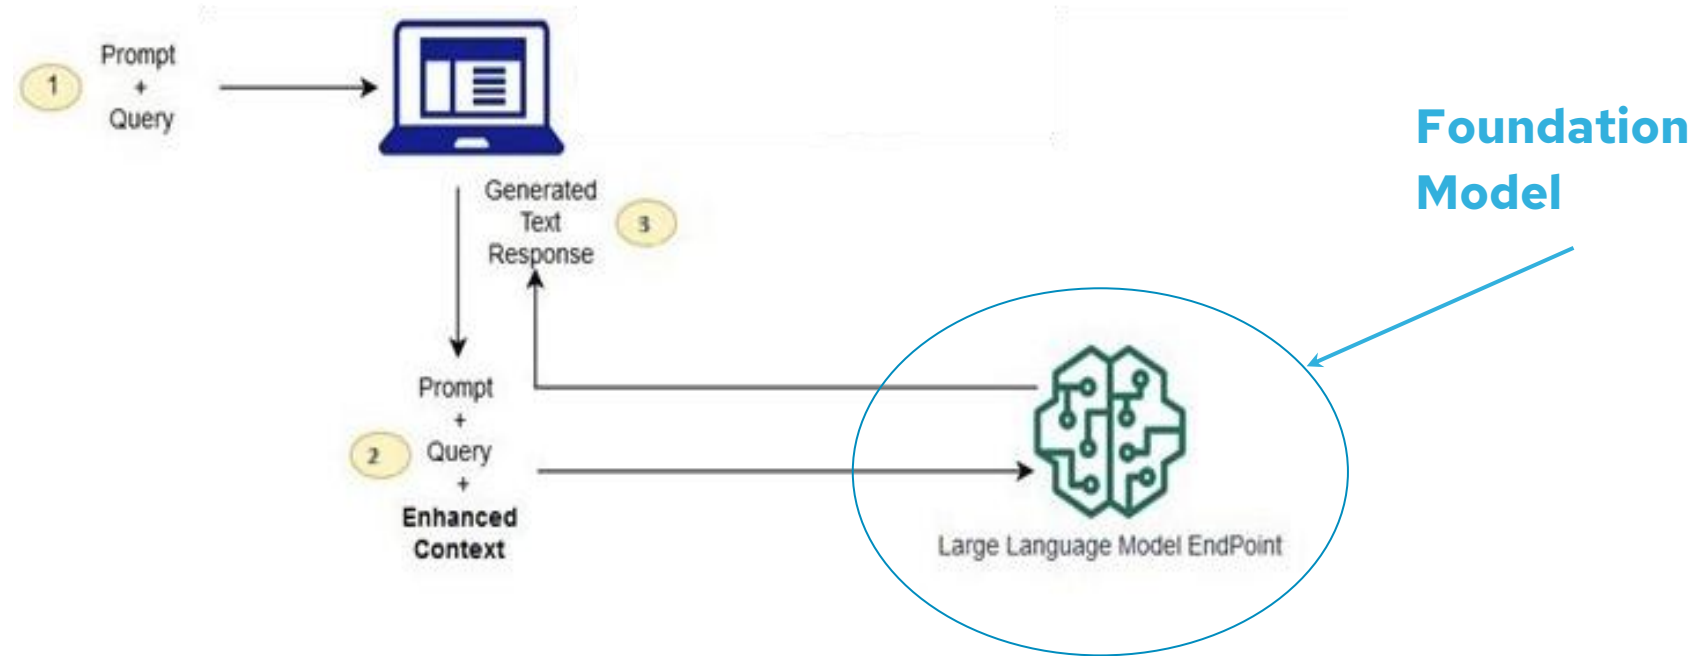 1
Prompt
+
Query
Generated
Text
Response
3
Foundation
Model
Prompt
+
2
Query
+
Enhanced
Context
Large Language Model EndPoint